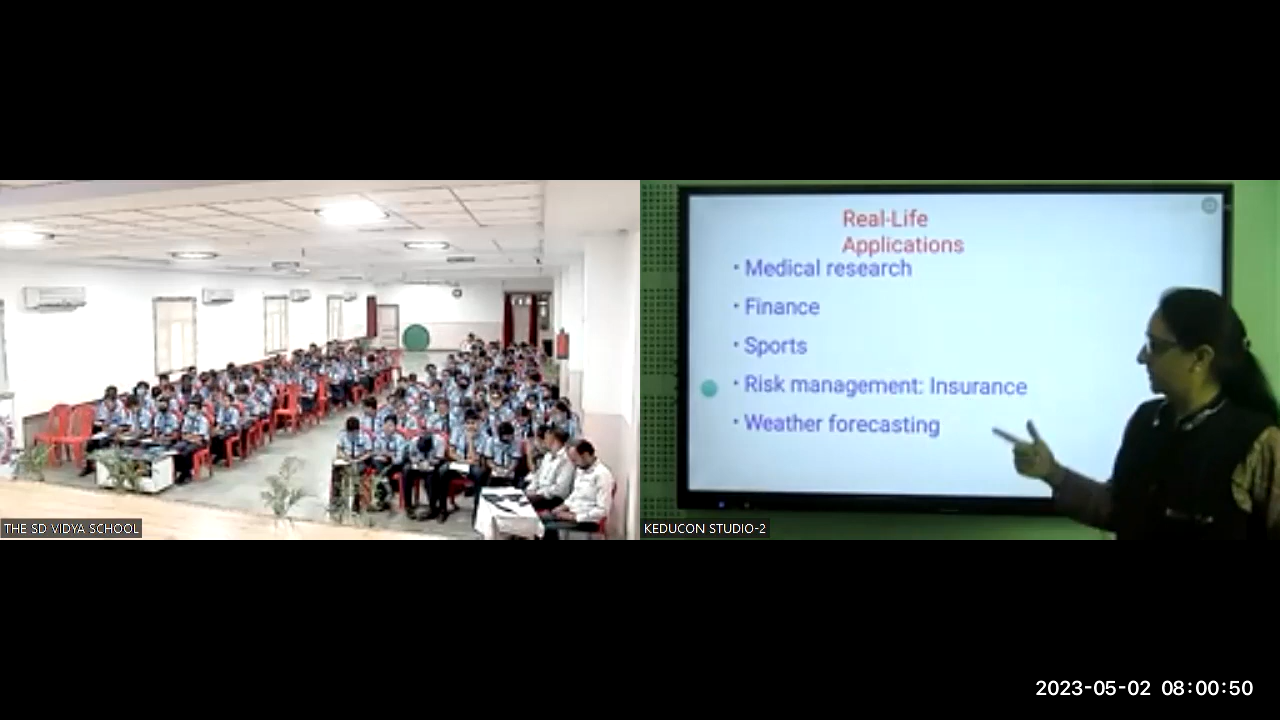 Real-Life
Applications
• Medical research
• Finance
• Sports
• Risk management: Insurance
• Weather forecasting
THE SD VIDYA SCHOOL
KEDUCON STUDIO-2
2023-05-02 08:00:50